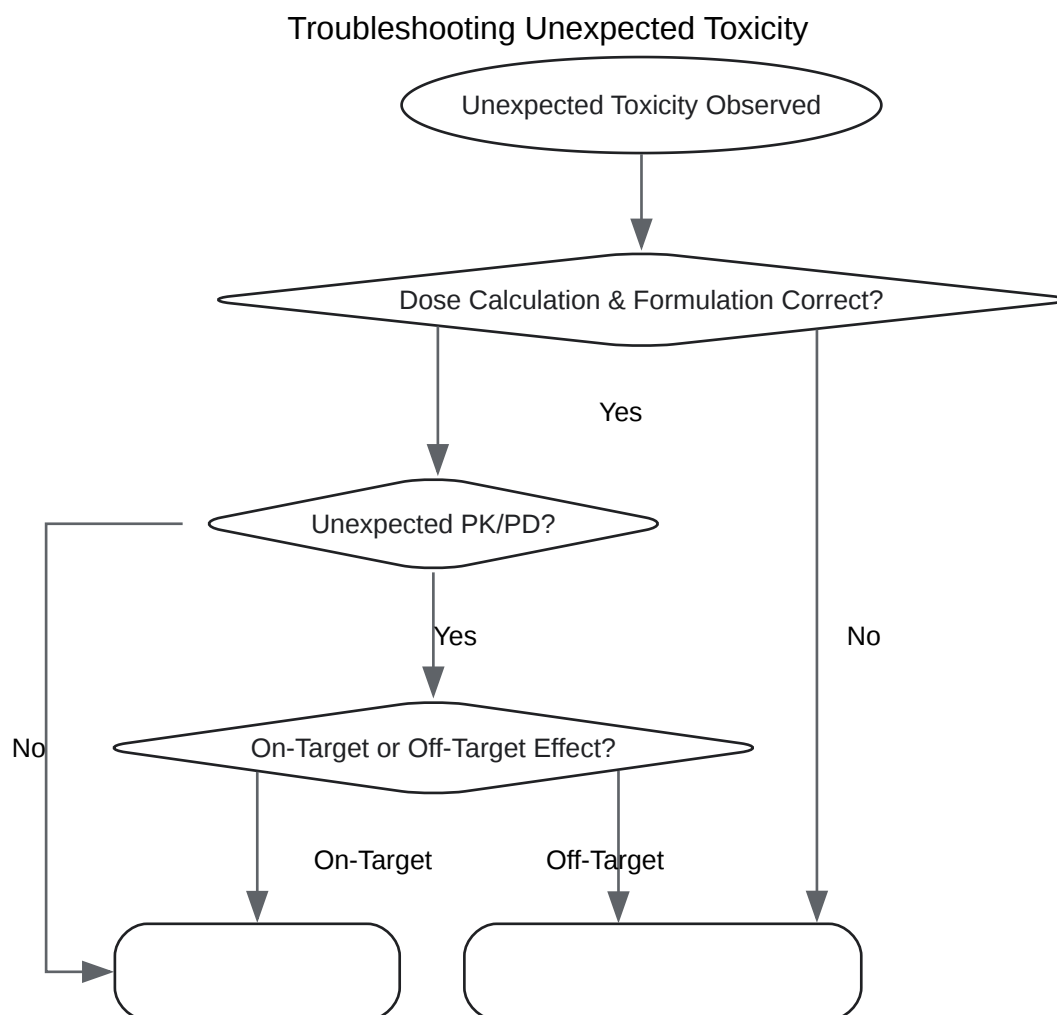 Troubleshooting Unexpected Toxicity
Unexpected Toxicity Observed
Dose Calculation & Formulation Correct?
Yes
Unexpected PK/PD?
Yes
No
On-Target or Off-Target Effect?
No
On-Target
Off-Target